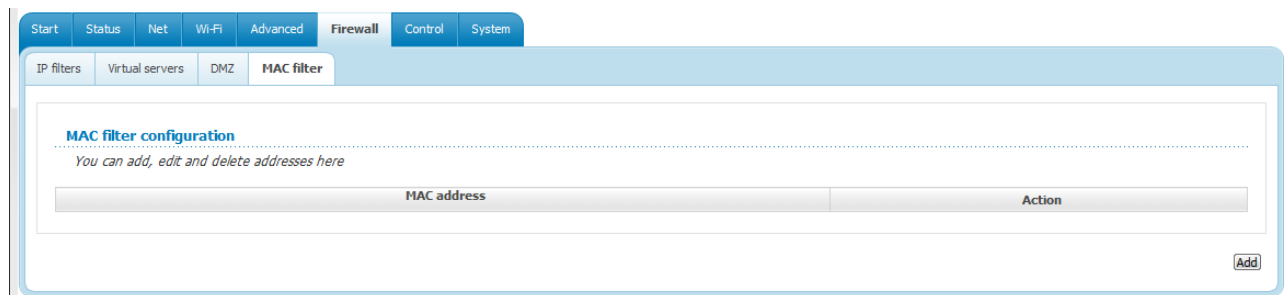 Start Status Net Wi-Fi Advanced Firewall Control System
IP filters Virtual servers DMZ MAC filter
MAC filter configuration
You can add, edit and delete addresses here
MAC address Action
Add